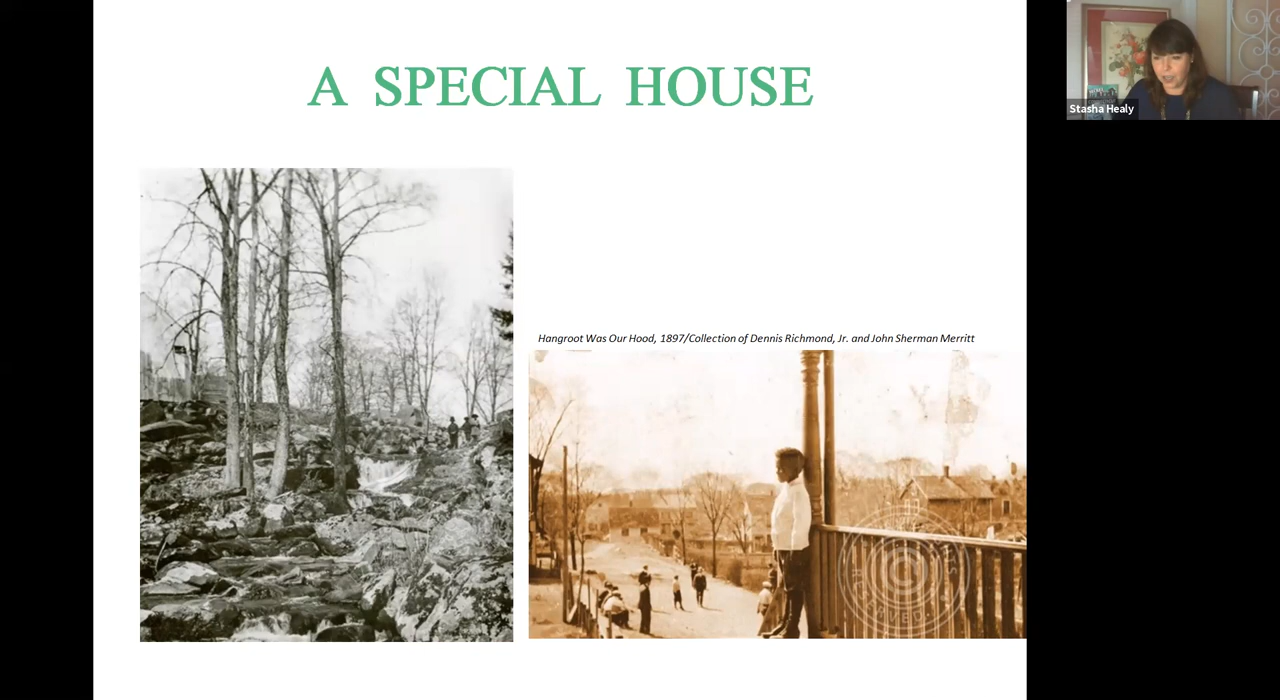 A SPECIAL HOUSE
Stasha Healy
Hangroot Was Our Hood, 1897/Collection of Dennis Richmond, Jr. and John Sherman Merritt